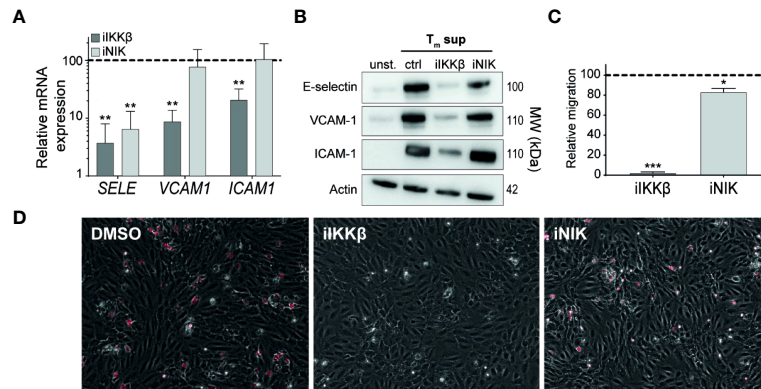 A
iIKKβ
iNIK
Relative mRNA
expression
100
10
1
**
**
**
**
SELE VCAM1 ICAM1
B
Tm sup
unst. ctrl iIKKβ iNIK
E-selectin 100
VCAM-1 110
ICAM-1 110
Actin 42
MW (kDa)
C
Relative migration
100
80
60
40
20
0
***
*
iIKKβ iNIK
D
DMSO
iIKKβ
iNIK